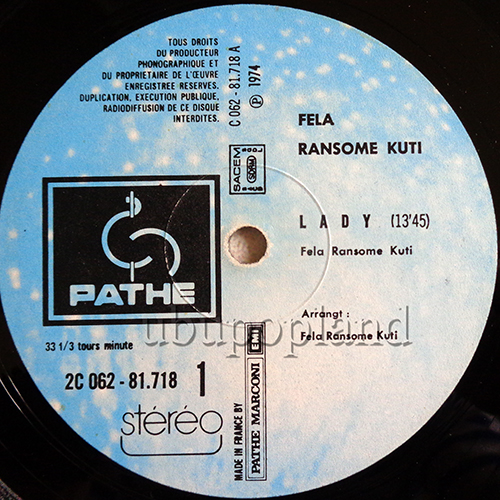 TOUS DROITS
DU PRODUCTEUR
PHONOGRAPHIQUE ET
DU PROPRIETAIRE DE L'ŒUVRE
ENREGISTREE RESERVES.
DUPLICATION, EXECUTION PUBLIQUE,
RADIODIFFUSION DE CE DISQUE
INTERDITES.
C 062 - 81.718 A
Ⓟ 1974
FELA
RANSOME KUTI
SACEM
LADY (13'45)
Fela Ransome Kuti
Arrangt :
Fela Ransome Kuti
PATHE
ubupopland
33 1/3 tours minute
2C 062 - 81.718 1
stéréo
MADE IN FRANCE BY
PATHE MARCONI EMI